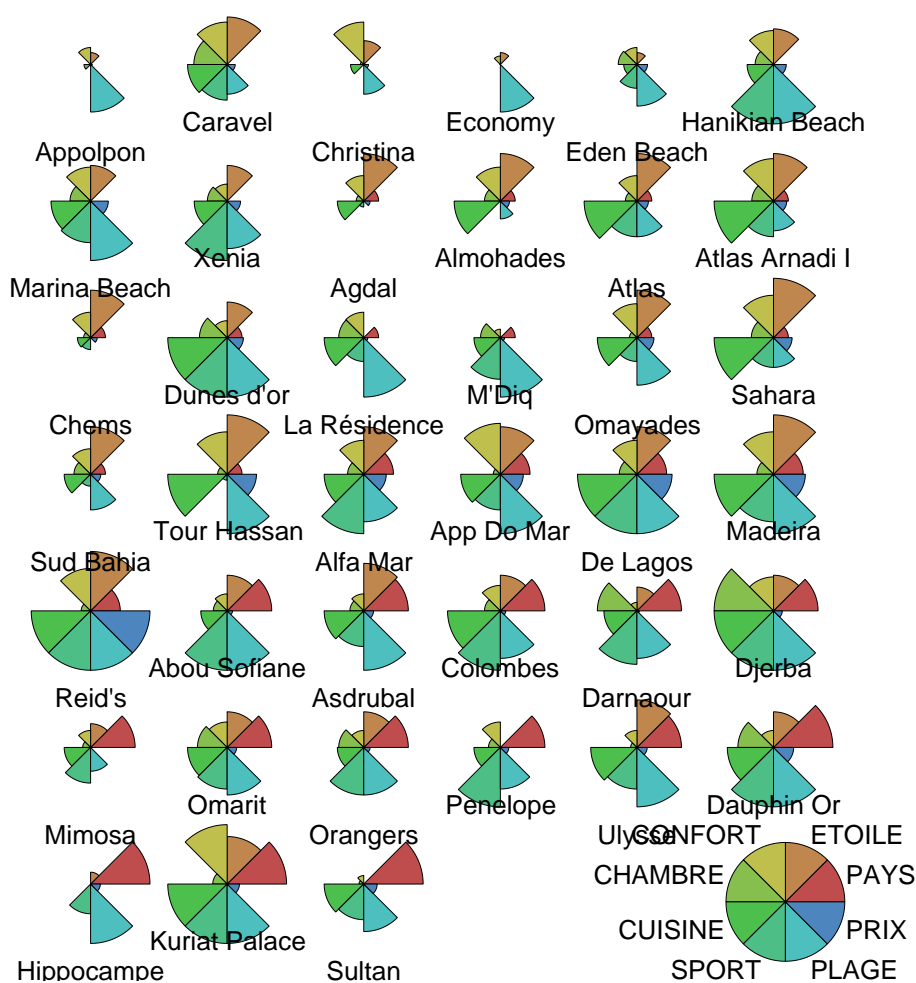 Caravel
Economy
Hanikian Beach
Appolpon
Christina
Eden Beach
Xenia
Almohades
Atlas Arnadi I
Marina Beach
Agdal
Atlas
Dunes d'or
M'Diq
Sahara
Chems
La Résidence
Omayades
Tour Hassan
App Do Mar
Madeira
Sud Bahia
Alfa Mar
De Lagos
Abou Sofiane
Colombes
Djerba
Reid's
Asdrubal
Darnaour
Omarit
Penelope
Dauphin Or
Mimosa
Orangers
Ulysse
CONFORT
ETOILE
CHAMBRE
PAYS
CUISINE
PRIX
SPORT
PLAGE
Kuriat Palace
Hippocampe
Sultan